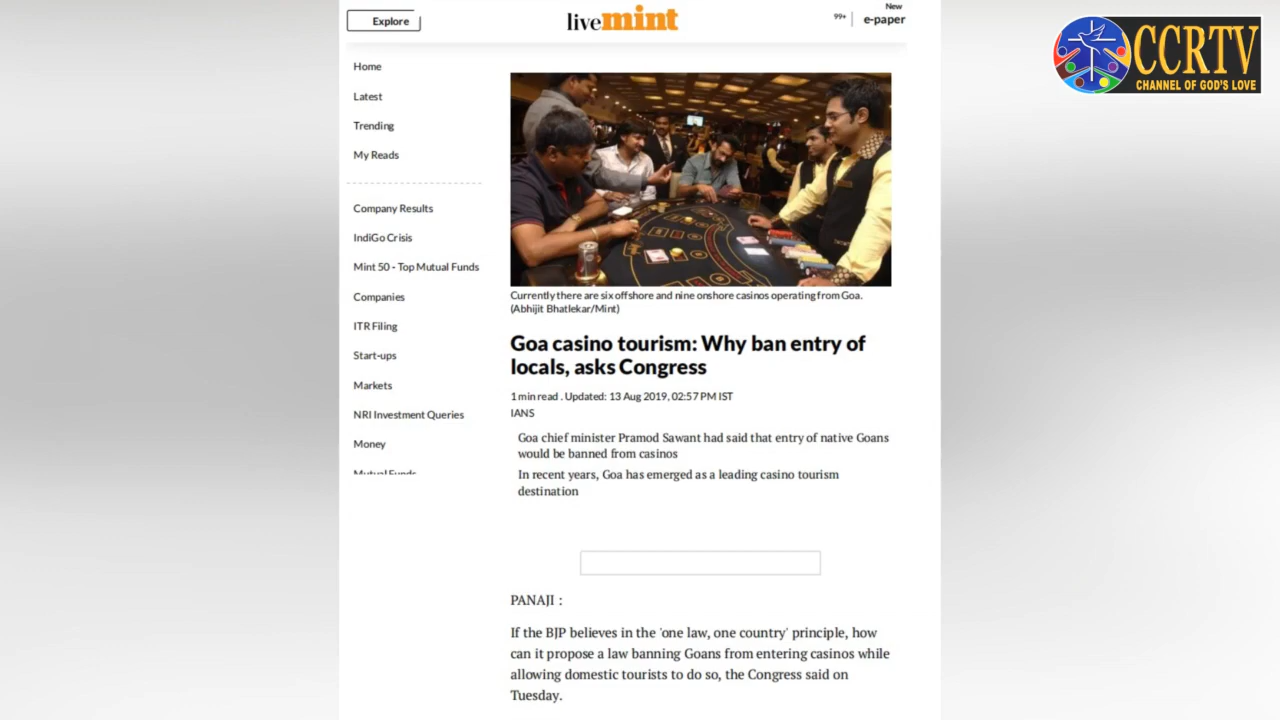 Explore
livemint
99+
New
e-paper
CCRTV
CHANNEL OF GOD'S LOVE
Home
Latest
Trending
My Reads
Company Results
IndiGo Crisis
Mint 50 - Top Mutual Funds
Companies
ITR Filing
Start-ups
Markets
NRI Investment Queries
Money
Mutual Funds
Currently there are six offshore and nine onshore casinos operating from Goa.
(Abhijit Bhatlekar/Mint)
Goa casino tourism: Why ban entry of
locals, asks Congress
1 min read . Updated: 13 Aug 2019, 02:57 PM IST
IANS
Goa chief minister Pramod Sawant had said that entry of native Goans
would be banned from casinos
In recent years, Goa has emerged as a leading casino tourism
destination
PANAJI :
If the BJP believes in the 'one law, one country' principle, how
can it propose a law banning Goans from entering casinos while
allowing domestic tourists to do so, the Congress said on
Tuesday.